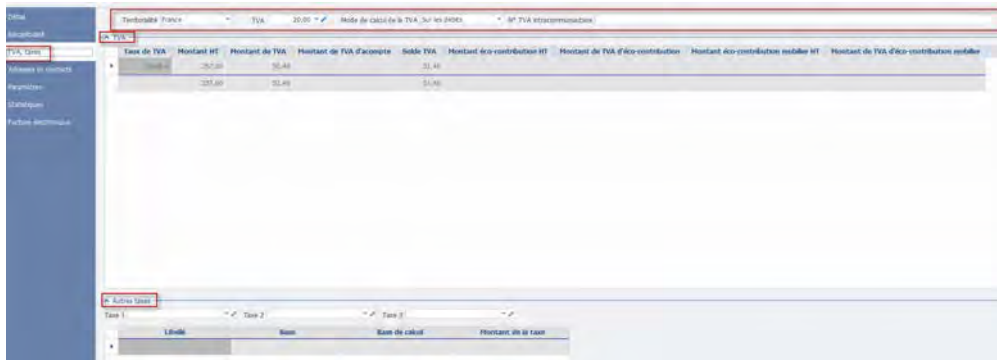 Détail
Récapitulatif
TVA, taxes
Adresses et contacts
Paramètres
Statistiques
Facture électronique
Territorialité France TVA 20,00 Mode de calcul de la TVA Sur les bases N° TVA intracommunautaire
TVA
Taux de TVA Montant HT Montant de TVA Montant de TVA d'acompte Solde TVA Montant éco-contribution HT Montant de TVA d'éco-contribution Montant éco-contribution mobilier HT Montant de TVA d'éco-contribution mobilier
257,00 51,40 51,40
257,00 51,40 51,40
Autres taxes
Taxe 1 Taxe 2 Taxe 3
Libellé Base Base de calcul Montant de la taxe